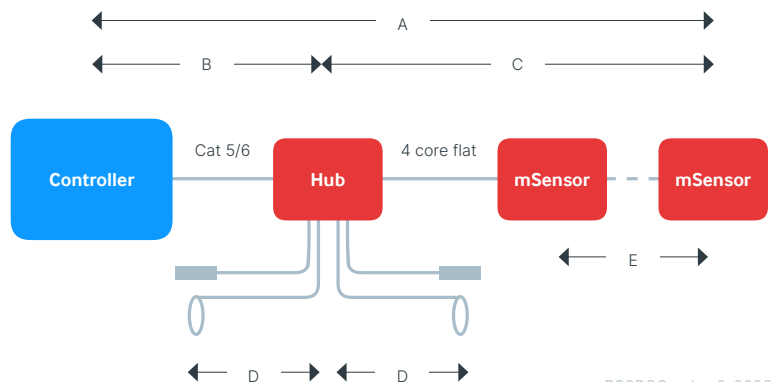 A
B
C
Cat 5/6
4 core flat
Controller
Hub
mSensor
mSensor
E
D
D